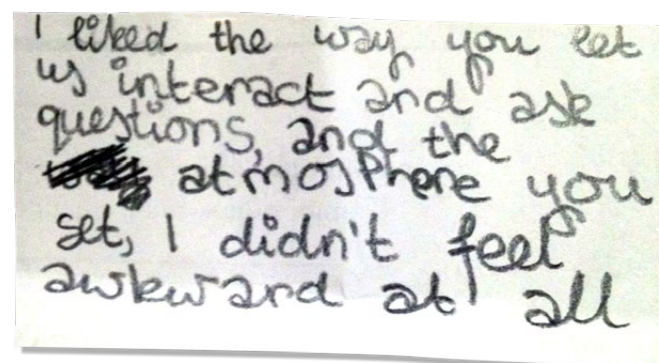 I liked the way you let
us interact and ask
questions, and the
atmosphere you
set, I didn't feel
awkward at all